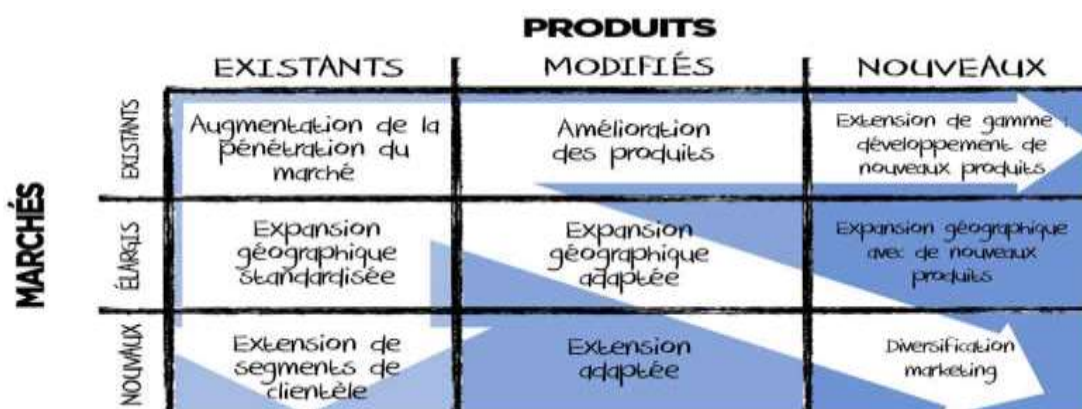 PRODUITS
EXISTANTS
MODIFIÉS
NOUVEAUX
MARCHÉS
EXISTANTS
Augmentation de la
pénétration du
marché
Amélioration
des produits
Extension de gamme :
développement de
nouveaux produits
ÉLARGIS
Expansion
géographique
standardisée
Expansion
géographique
adaptée
Expansion géographique
avec de nouveaux
produits
NOUVAUX
Extension de
segments de
clientèle
Extension
adaptée
Diversification
marketing